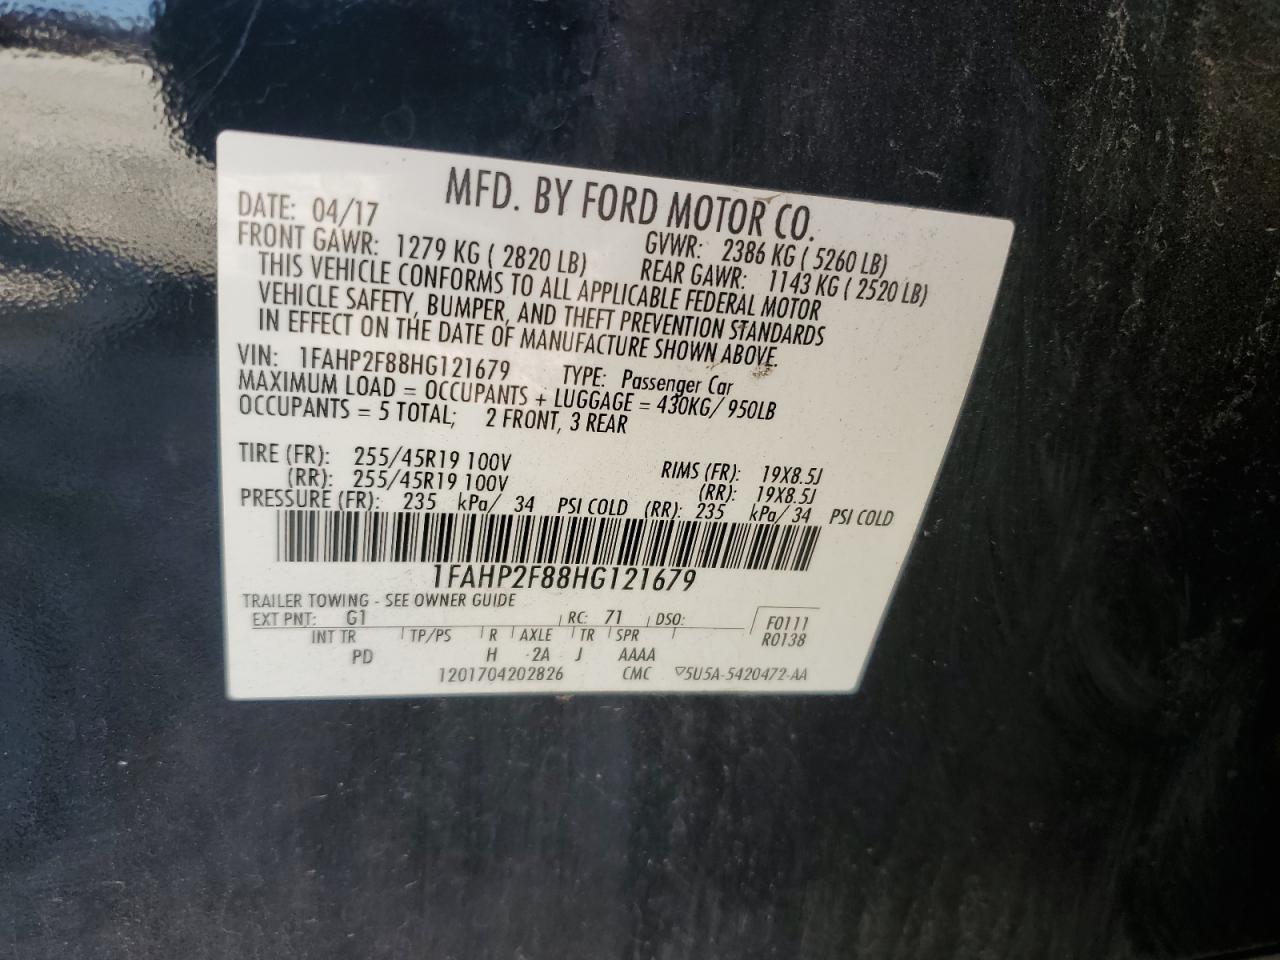 MFD. BY FORD MOTOR CO.
DATE: 04/17 GVWR: 2386 KG ( 5260 LB)
FRONT GAWR: 1279 KG ( 2820 LB) REAR GAWR: 1143 KG ( 2520 LB)
THIS VEHICLE CONFORMS TO ALL APPLICABLE FEDERAL MOTOR
VEHICLE SAFETY, BUMPER, AND THEFT PREVENTION STANDARDS
IN EFFECT ON THE DATE OF MANUFACTURE SHOWN ABOVE.
VIN: 1FAHP2F88HG121679 TYPE: Passenger Car
MAXIMUM LOAD = OCCUPANTS + LUGGAGE = 430KG/ 950LB
OCCUPANTS = 5 TOTAL; 2 FRONT, 3 REAR
TIRE (FR): 255/45R19 100V RIMS (FR): 19X8.5J
(RR): 255/45R19 100V (RR): 19X8.5J
PRESSURE (FR): 235 kPa/ 34 PSI COLD (RR): 235 kPa/ 34 PSI COLD
1FAHP2F88HG121679
TRAILER TOWING - SEE OWNER GUIDE
EXT PNT: G1 RC: 71 DSO: F0111
INT TR TP/PS R AXLE TR SPR R0138
PD H 2A J AAAA
1201704202826 CMC ▽5U5A-5420472-AA